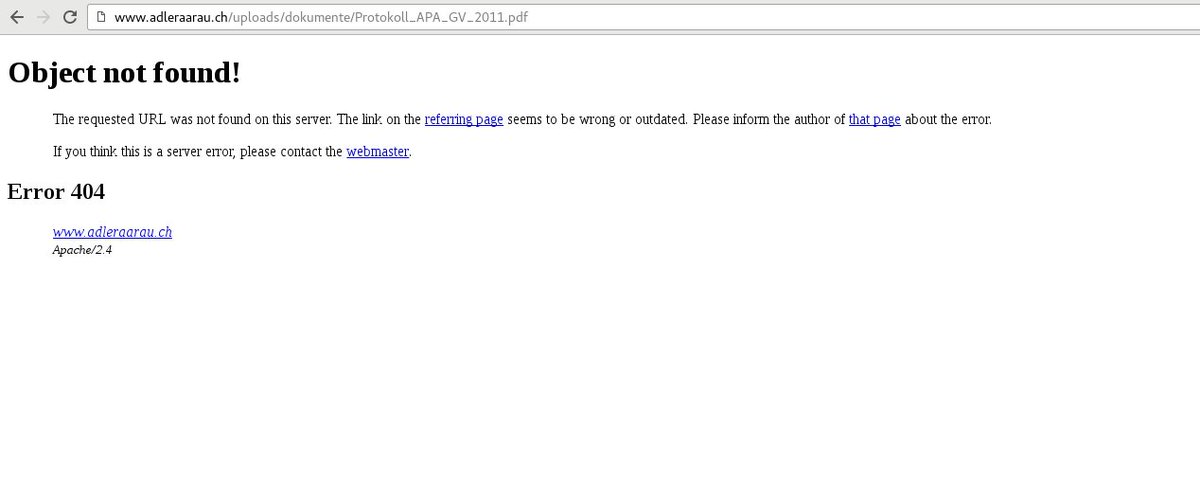 www.adleraarau.ch/uploads/dokumente/Protokoll_APA_GV_2011.pdf
Object not found!
The requested URL was not found on this server. The link on the referring page seems to be wrong or outdated. Please inform the author of that page about the error.
If you think this is a server error, please contact the webmaster.
Error 404
www.adleraarau.ch
Apache/2.4